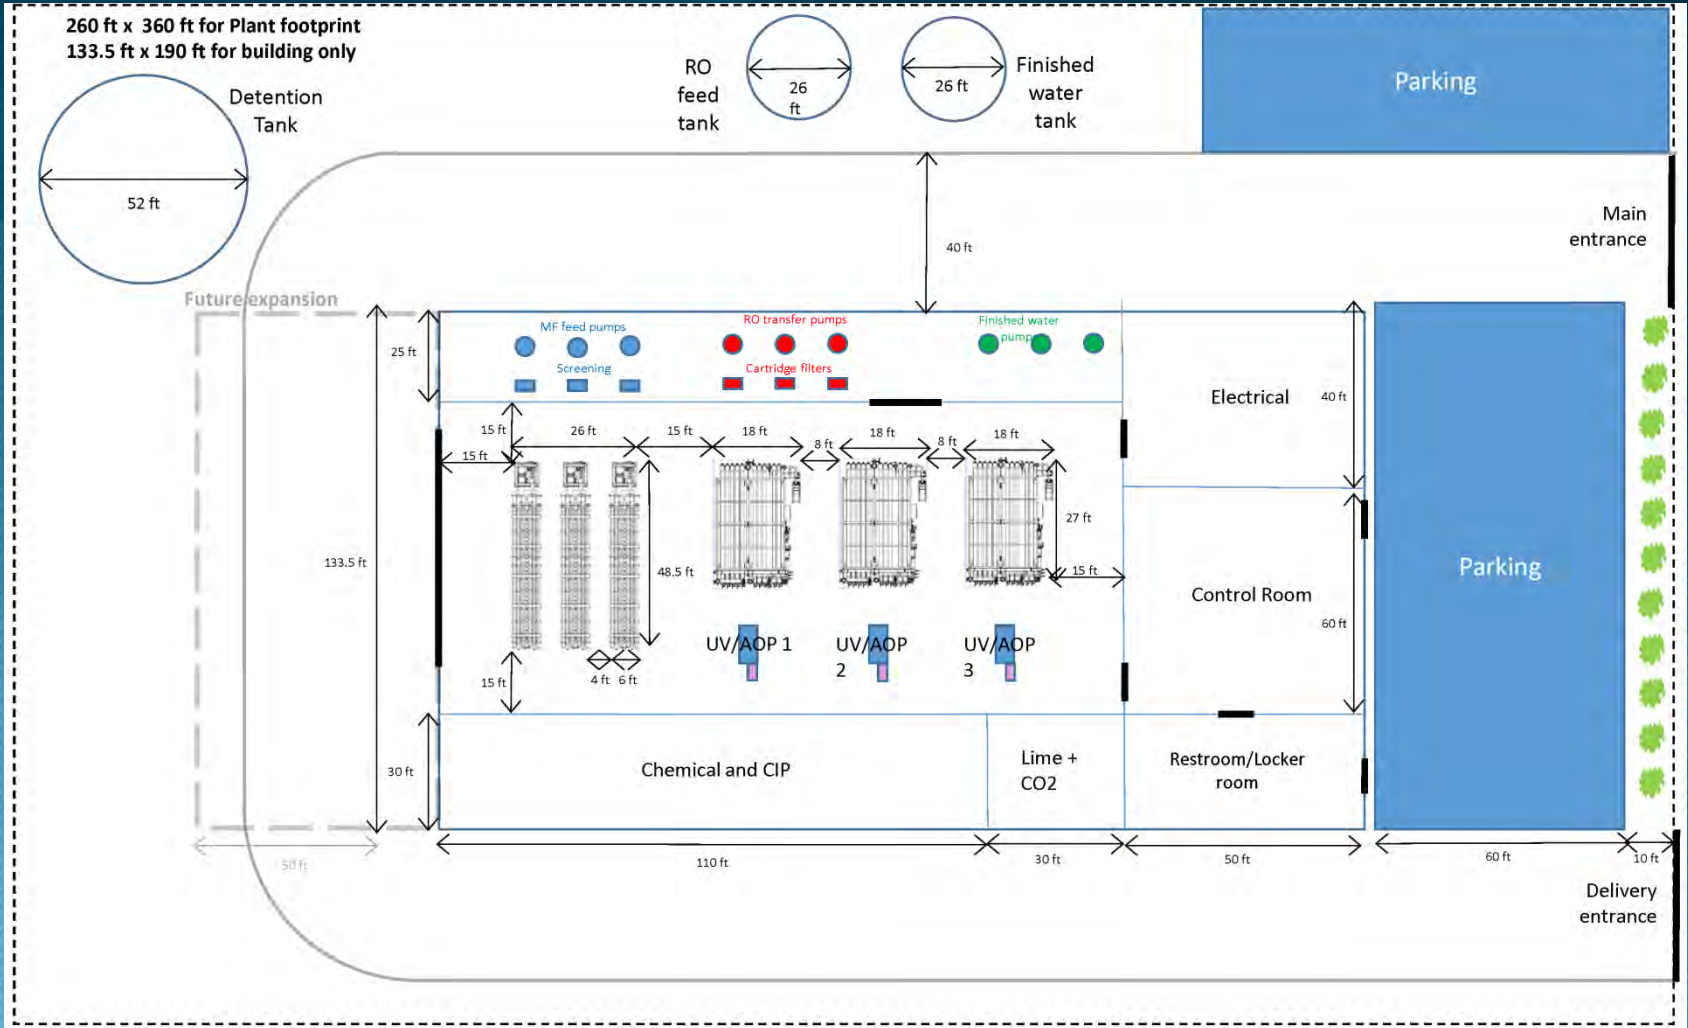 260 ft x  360 ft for Plant footprint
133.5 ft x 190 ft for building only
Detention
Tank
52 ft
RO
feed
tank
26
ft
26 ft
Finished
water
tank
Parking
Main
entrance
40 ft
Future expansion
25 ft
MF feed pumps
Screening
RO transfer pumps
Cartridge filters
Finished water
pumps
Electrical
40 ft
15 ft
26 ft
15 ft
18 ft
8 ft
18 ft
8 ft
18 ft
15 ft
27 ft
15 ft
133.5 ft
48.5 ft
Control Room
60 ft
Parking
UV/AOP 1
UV/AOP
2
UV/AOP
3
15 ft
4 ft
6 ft
30 ft
Chemical and CIP
Lime +
CO2
Restroom/Locker
room
50 ft
110 ft
30 ft
50 ft
60 ft
10 ft
Delivery
entrance